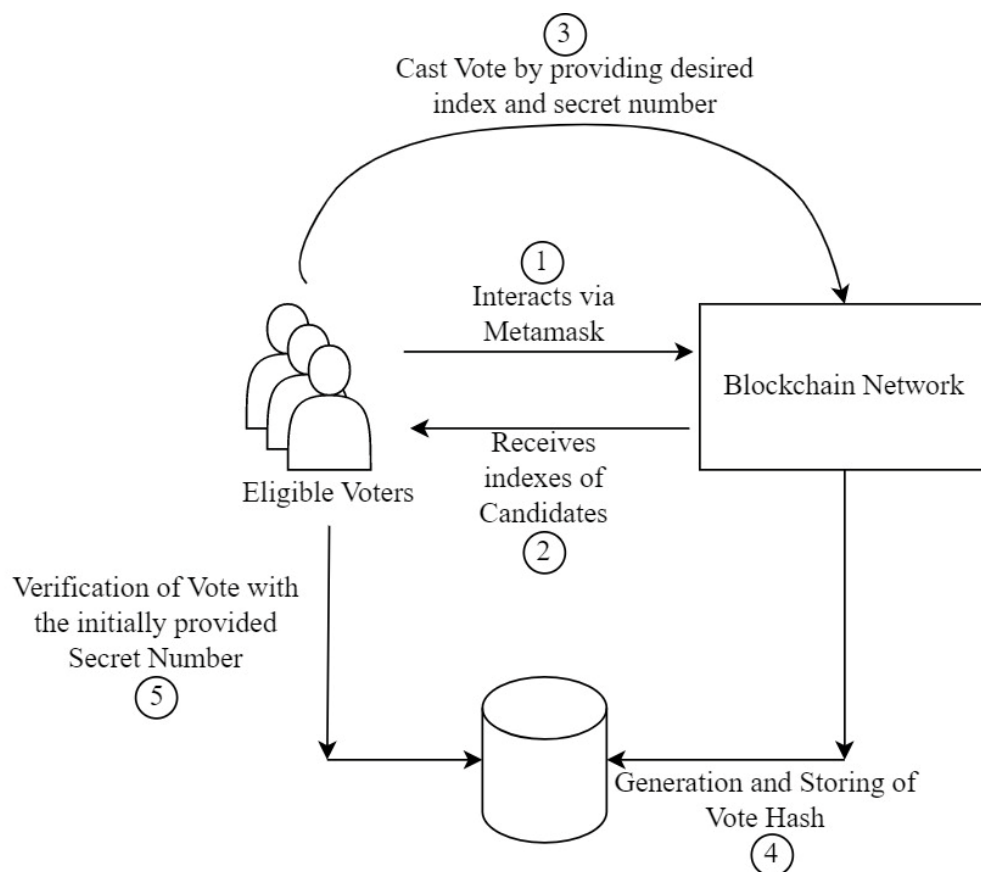 3
Cast Vote by providing desired
index and secret number
1
Interacts via
Metamask
Blockchain Network
Receives
indexes of
Candidates
2
Eligible Voters
Verification of Vote with
the initially provided
Secret Number
5
Generation and Storing of
Vote Hash
4